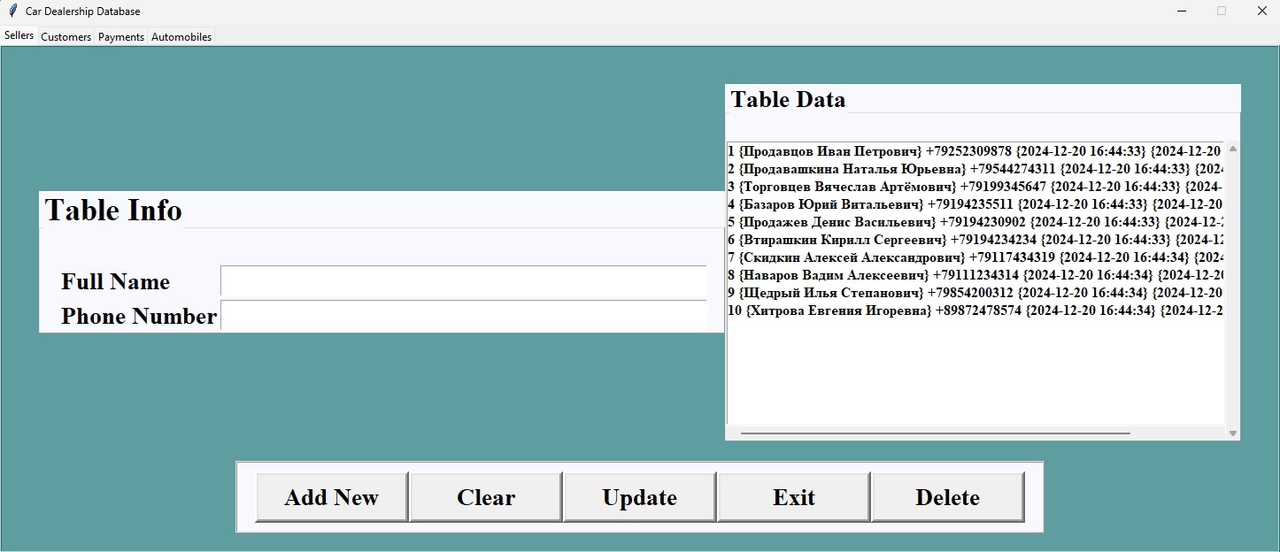 Car Dealership Database
Sellers Customers Payments Automobiles
Table Data
1 {Продавцов Иван Петрович} +79252309878 {2024-12-20 16:44:33} {2024-12-20
2 {Продавашкина Наталья Юрьевна} +79544274311 {2024-12-20 16:44:33} {2024
3 {Торговцев Вячеслав Артёмович} +79199345647 {2024-12-20 16:44:33} {2024-
4 {Базаров Юрий Витальевич} +79194235511 {2024-12-20 16:44:33} {2024-12-20
5 {Продажев Денис Васильевич} +79194230902 {2024-12-20 16:44:33} {2024-12-
6 {Втирашкин Кирилл Сергеевич} +79194234234 {2024-12-20 16:44:33} {2024-12
7 {Скидкин Алексей Александрович} +79117434319 {2024-12-20 16:44:34} {2024
8 {Наваров Вадим Алексеевич} +79111234314 {2024-12-20 16:44:34} {2024-12-20
9 {Щедрый Илья Степанович} +79854200312 {2024-12-20 16:44:34} {2024-12-20
10 {Хитрова Евгения Игоревна} +89872478574 {2024-12-20 16:44:34} {2024-12-2
Table Info
Full Name
Phone Number
Add New Clear Update Exit Delete